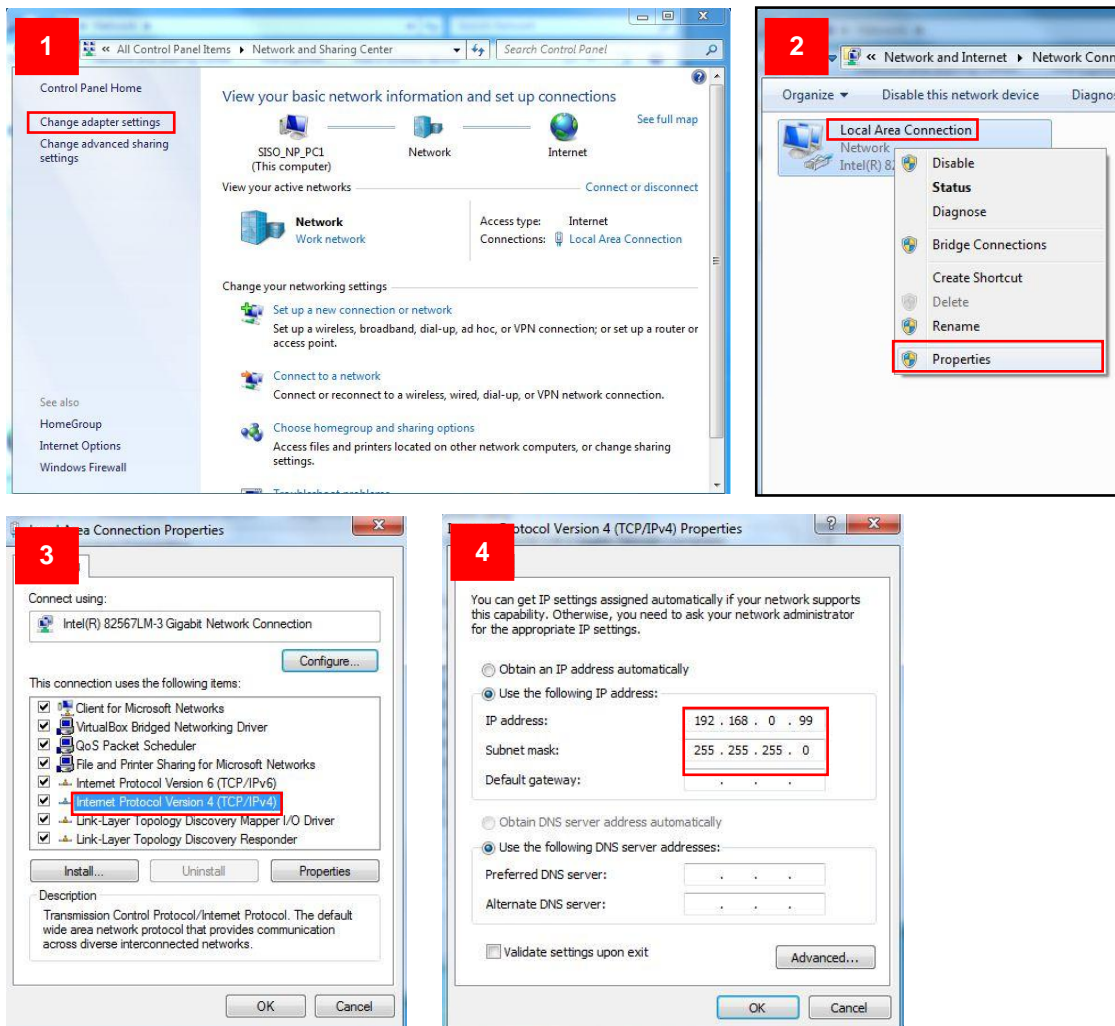 1
« All Control Panel Items ▸ Network and Sharing Center
Search Control Panel
Control Panel Home
Change adapter settings
Change advanced sharing
settings
See also
HomeGroup
Internet Options
Windows Firewall
View your basic network information and set up connections
See full map
SISO_NP_PC1
(This computer)
Network
Internet
View your active networks
Connect or disconnect
Network
Work network
Access type: Internet
Connections: Local Area Connection
Change your networking settings
Set up a new connection or network
Set up a wireless, broadband, dial-up, ad hoc, or VPN connection; or set up a router or
access point.
Connect to a network
Connect or reconnect to a wireless, wired, dial-up, or VPN network connection.
Choose homegroup and sharing options
Access files and printers located on other network computers, or change sharing
settings.
2
« Network and Internet ▸ Network Conn
Organize
Disable this network device
Diagnos
Local Area Connection
Network
Intel(R) 82
Disable
Status
Diagnose
Bridge Connections
Create Shortcut
Delete
Rename
Properties
3
ea Connection Properties
Connect using:
Intel(R) 82567LM-3 Gigabit Network Connection
Configure...
This connection uses the following items:
Client for Microsoft Networks
VirtualBox Bridged Networking Driver
QoS Packet Scheduler
File and Printer Sharing for Microsoft Networks
Internet Protocol Version 6 (TCP/IPv6)
Internet Protocol Version 4 (TCP/IPv4)
Link-Layer Topology Discovery Mapper I/O Driver
Link-Layer Topology Discovery Responder
Install...
Uninstall
Properties
Description
Transmission Control Protocol/Internet Protocol. The default
wide area network protocol that provides communication
across diverse interconnected networks.
OK
Cancel
4
otocol Version 4 (TCP/IPv4) Properties
You can get IP settings assigned automatically if your network supports
this capability. Otherwise, you need to ask your network administrator
for the appropriate IP settings.
Obtain an IP address automatically
Use the following IP address:
IP address: 192 . 168 . 0 . 99
Subnet mask: 255 . 255 . 255 . 0
Default gateway: . . .
Obtain DNS server address automatically
Use the following DNS server addresses:
Preferred DNS server: . . .
Alternate DNS server: . . .
Validate settings upon exit
Advanced...
OK
Cancel